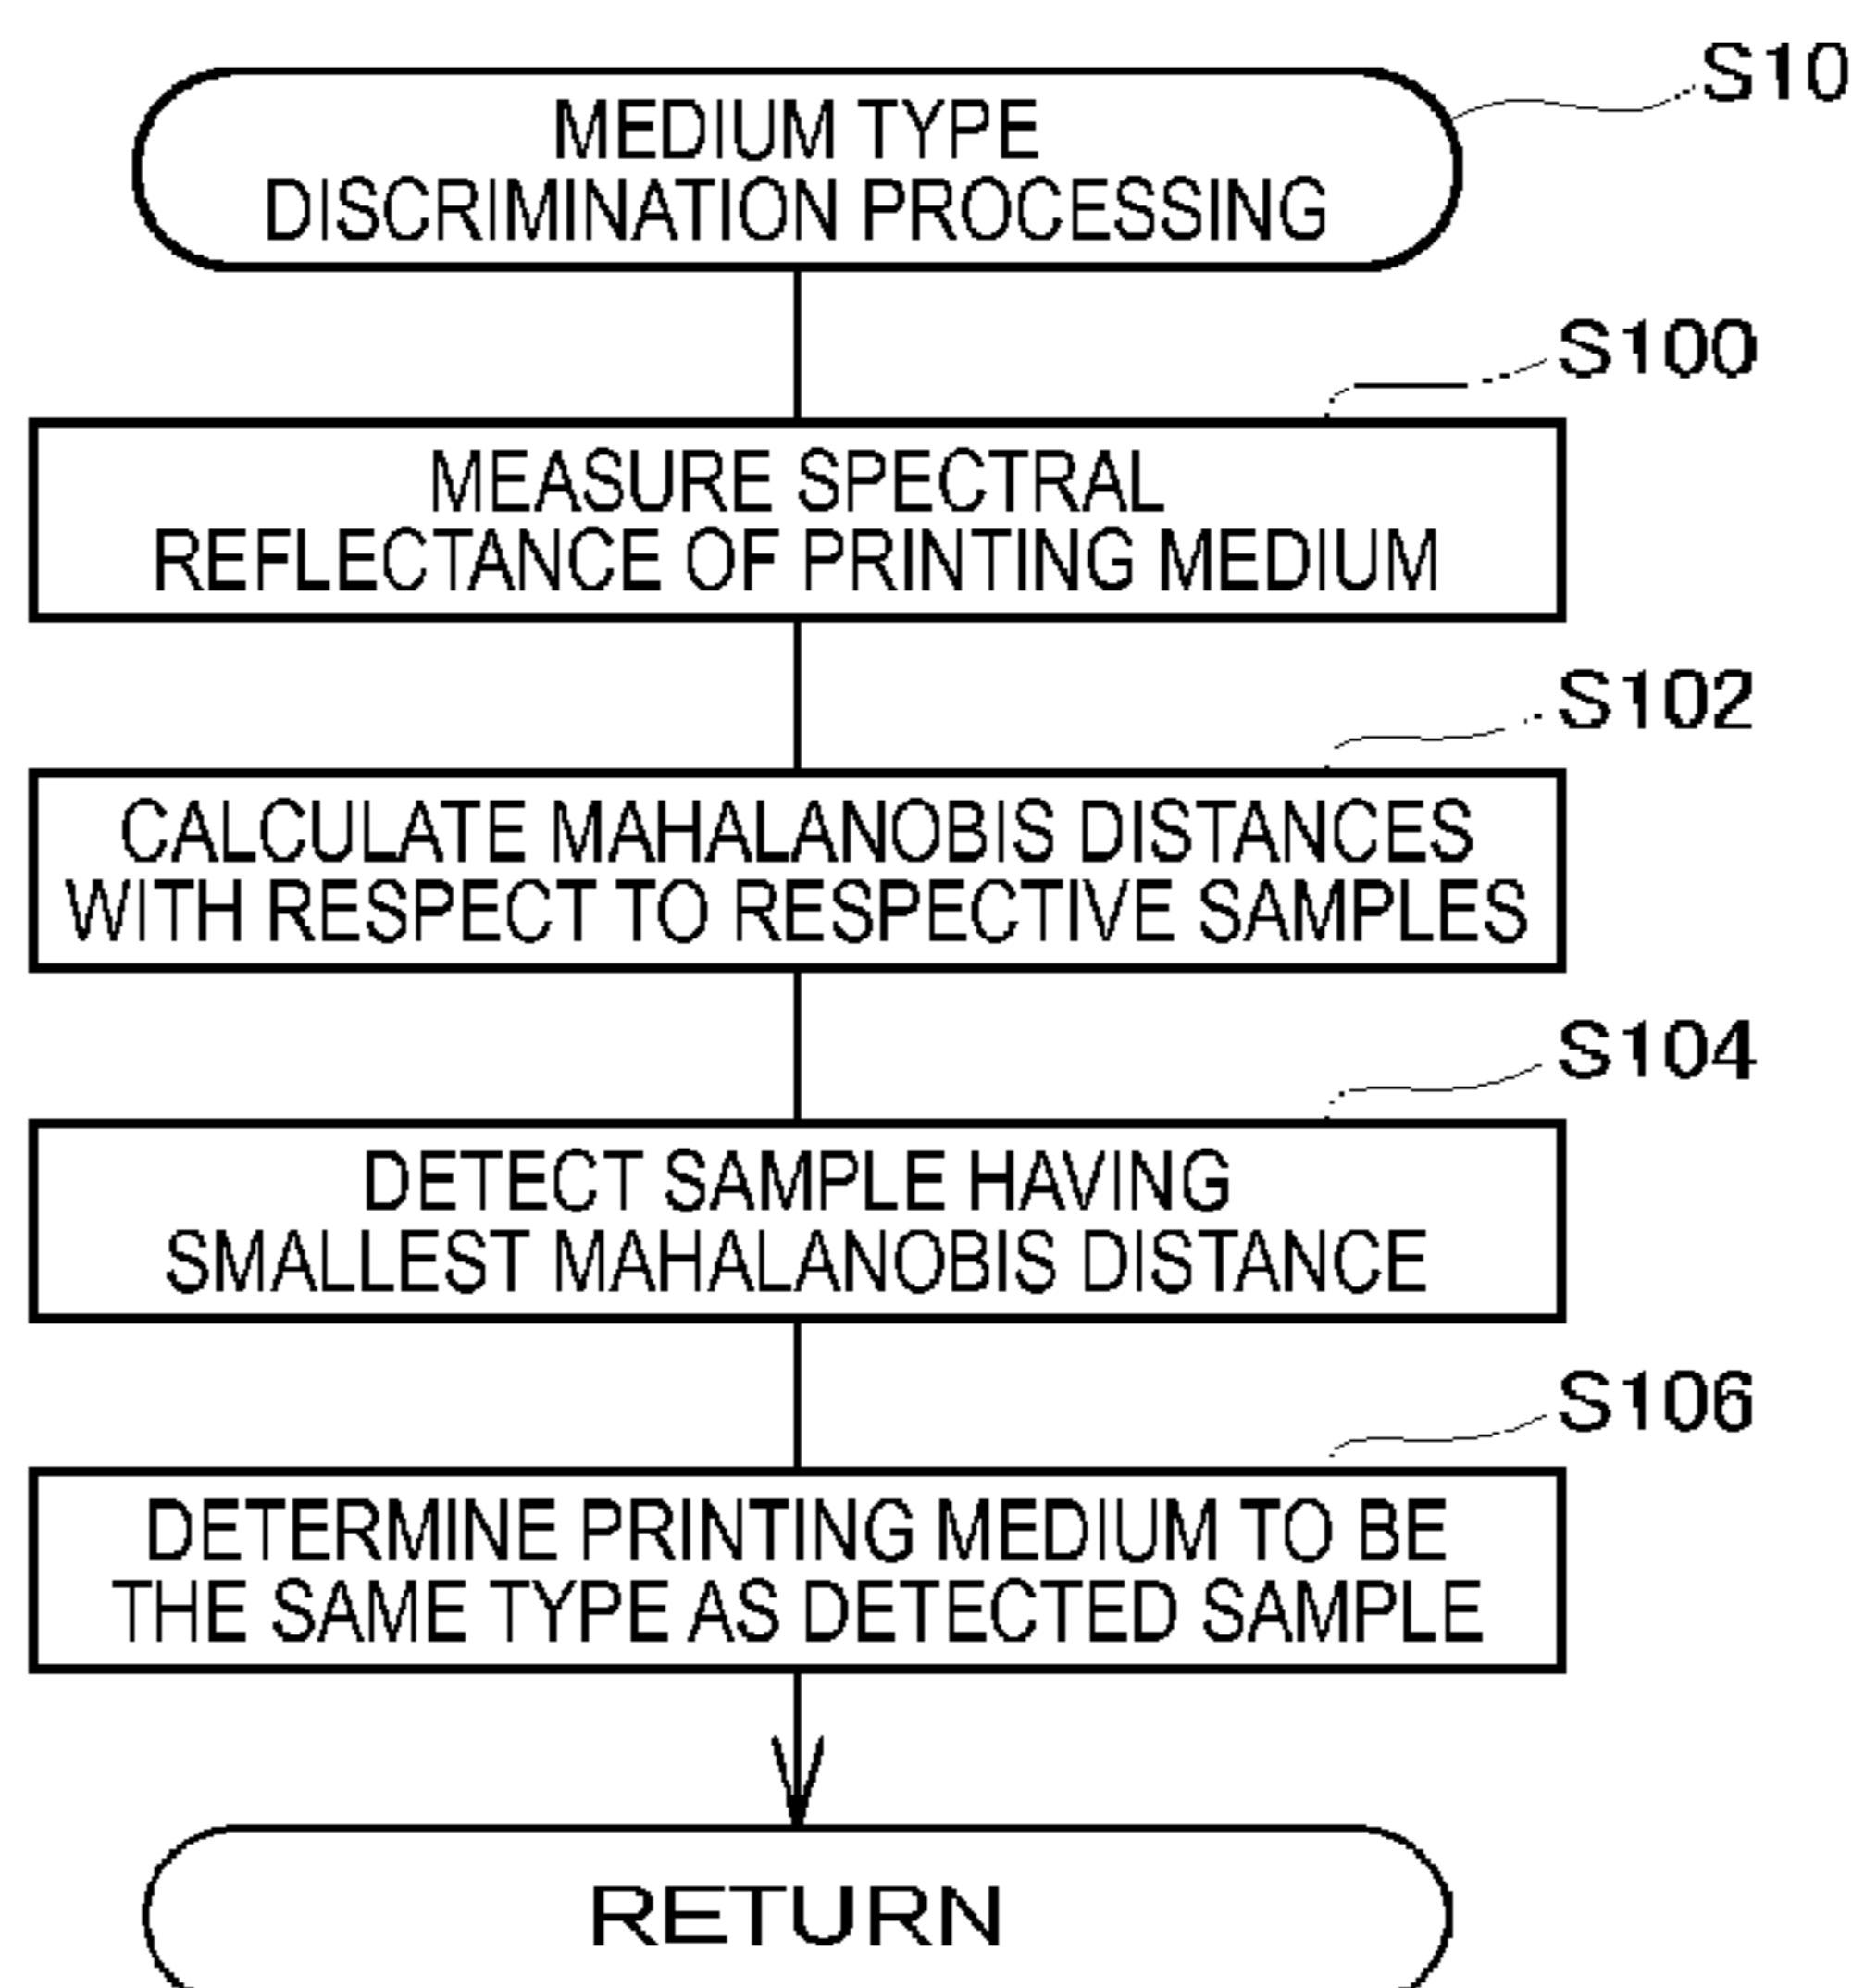 S10
MEDIUM TYPE
DISCRIMINATION PROCESSING
S100
MEASURE SPECTRAL
REFLECTANCE OF PRINTING MEDIUM
S102
CALCULATE MAHALANOBIS DISTANCES
WITH RESPECT TO RESPECTIVE SAMPLES
S104
DETECT SAMPLE HAVING
SMALLEST MAHALANOBIS DISTANCE
S106
DETERMINE PRINTING MEDIUM TO BE
THE SAME TYPE AS DETECTED SAMPLE
RETURN